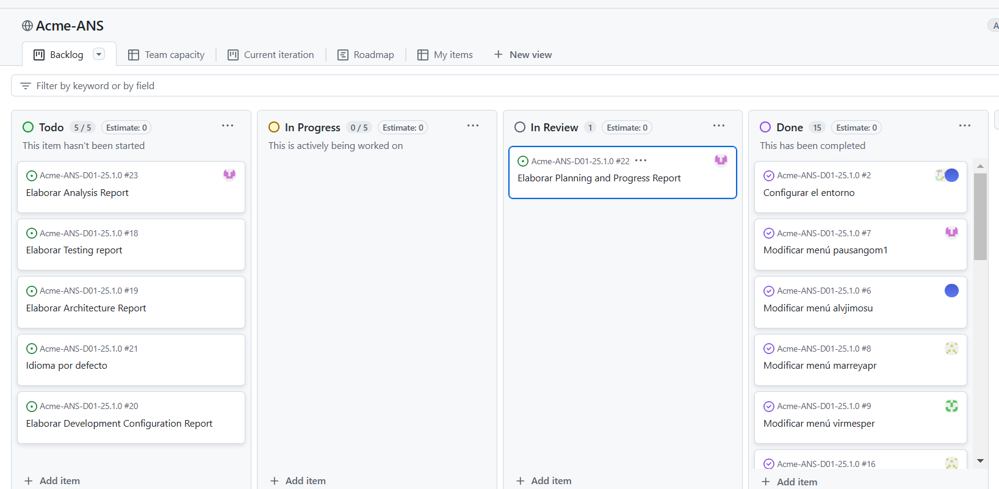 Acme-ANS
A
Backlog
Team capacity
Current iteration
Roadmap
My items
New view
Filter by keyword or by field
Todo 5 / 5 Estimate: 0
This item hasn't been started
Acme-ANS-D01-25.1.0 #23
Elaborar Analysis Report
Acme-ANS-D01-25.1.0 #18
Elaborar Testing report
Acme-ANS-D01-25.1.0 #19
Elaborar Architecture Report
Acme-ANS-D01-25.1.0 #21
Idioma por defecto
Acme-ANS-D01-25.1.0 #20
Elaborar Development Configuration Report
+ Add item
In Progress 0 / 5 Estimate: 0
This is actively being worked on
+ Add item
In Review 1 Estimate: 0
Acme-ANS-D01-25.1.0 #22
Elaborar Planning and Progress Report
+ Add item
Done 15 Estimate: 0
This has been completed
Acme-ANS-D01-25.1.0 #2
Configurar el entorno
Acme-ANS-D01-25.1.0 #7
Modificar menú pausangom1
Acme-ANS-D01-25.1.0 #6
Modificar menú alvjimosu
Acme-ANS-D01-25.1.0 #8
Modificar menú marreyapr
Acme-ANS-D01-25.1.0 #9
Modificar menú virmesper
Acme-ANS-D01-25.1.0 #16
+ Add item